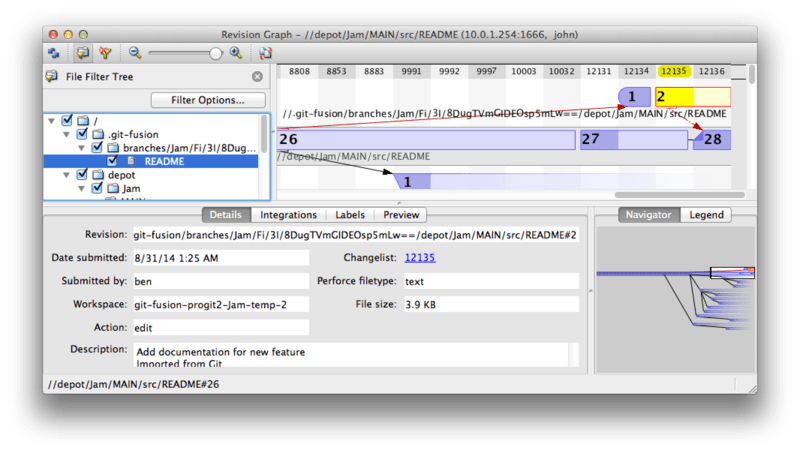 Revision Graph - //depot/Jam/MAIN/src/README (10.0.1.254:1666, john)
File Filter Tree
Filter Options...
/
.git-fusion
branches/Jam/Fi/3I/8Dug...
README
depot
Jam
8808 8853 8883 9991 9992 9997 10003 10032 12131 12134 12135 12136
1 2
//.git-fusion/branches/Jam/Fi/3I/8DugTVmGIDEOsp5mLw==/depot/Jam/MAIN/src/README
26 27 28
//depot/Jam/MAIN/src/README
1
Details Integrations Labels Preview
Navigator Legend
Revision: git-fusion/branches/Jam/Fi/3I/8DugTVmGIDEOsp5mLw==/depot/Jam/MAIN/src/README#2
Date submitted: 8/31/14 1:25 AM Changelist: 12135
Submitted by: ben Perforce filetype: text
Workspace: git-fusion-progit2-Jam-temp-2 File size: 3.9 KB
Action: edit
Description: Add documentation for new feature
Imported from Git
//depot/Jam/MAIN/src/README#26